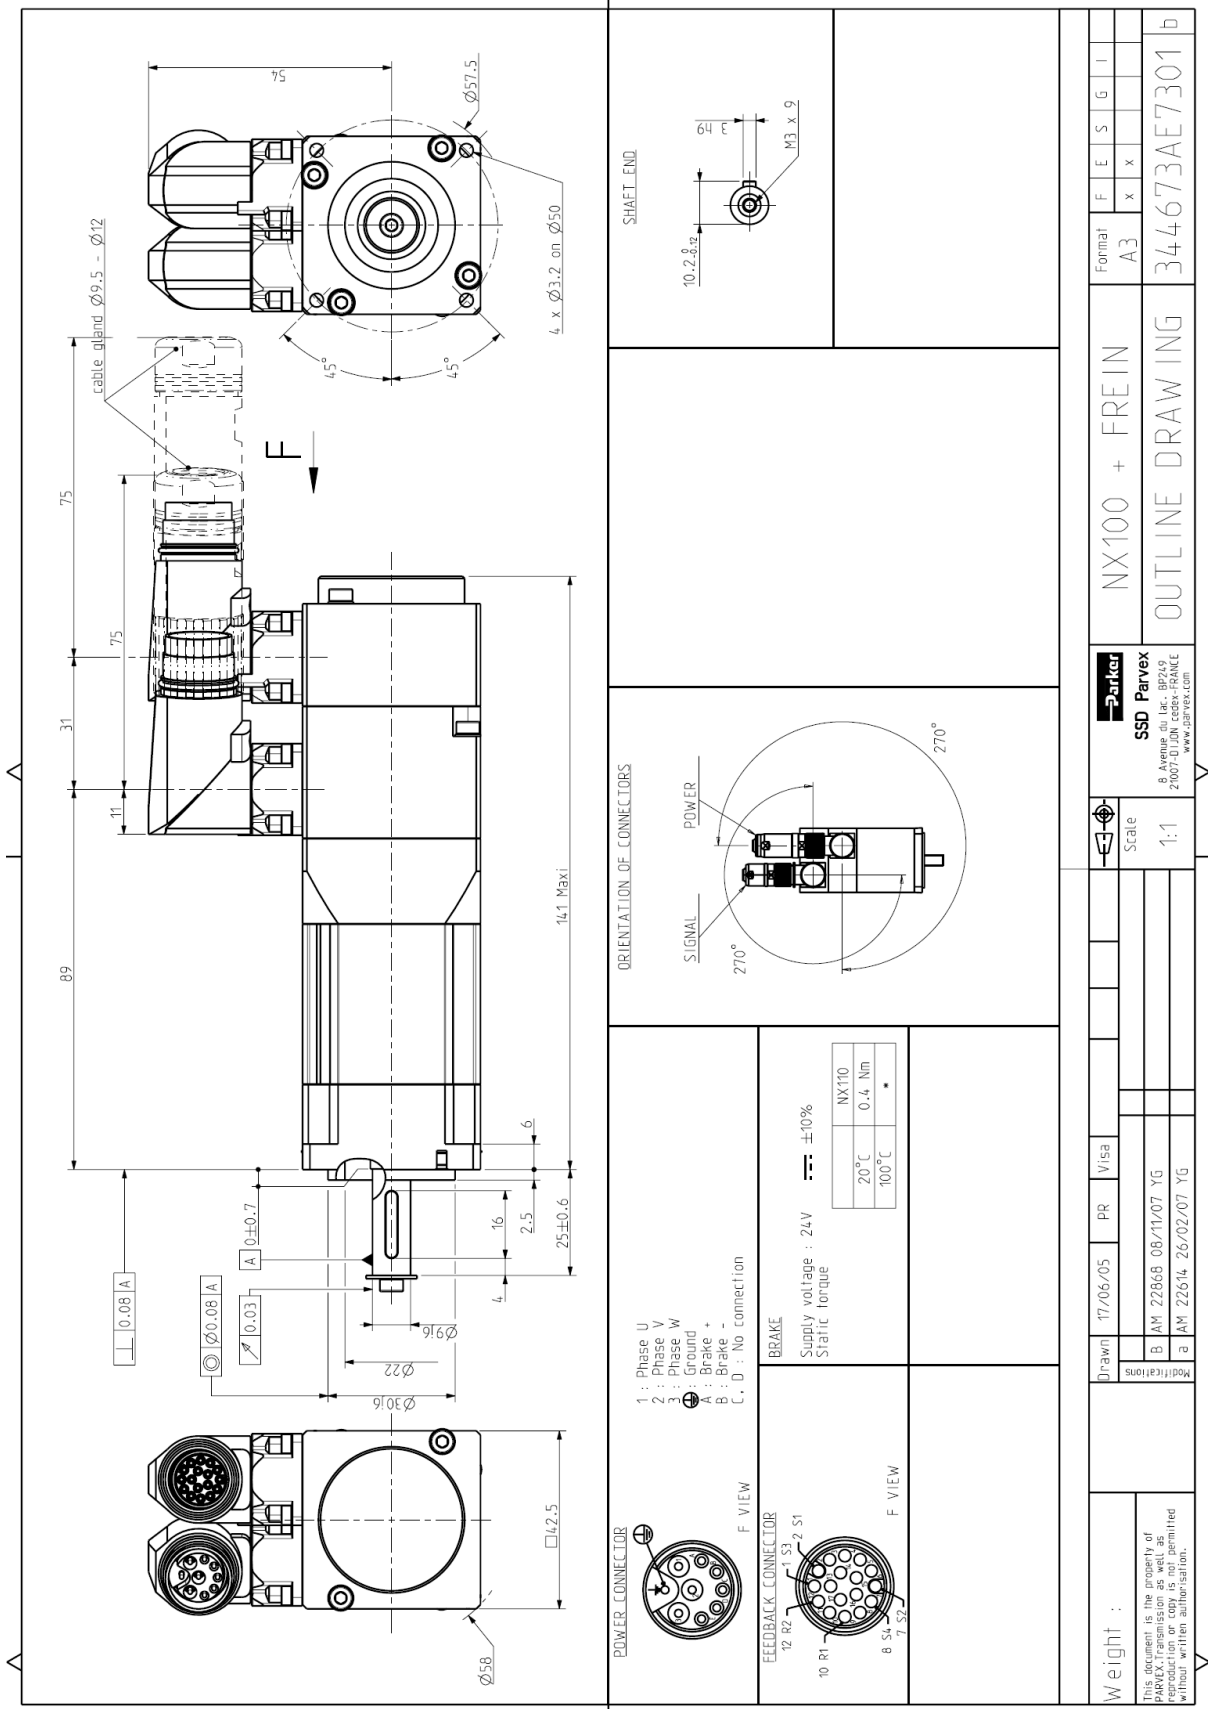 54
Ø57.5
cable gland Ø9.5 - Ø12
4 x Ø3.2 on Ø50
45°
45°
F
75
75
31
11
89
141 Maxi
6
2.5
25±0.6
16
4
0±0.7
A
⊥ 0.08 A
◎ Ø0.08 A
↗ 0.03
Ø9j6
Ø22
Ø30j6
□42.5
Ø58
SHAFT END
3 h9
M3 x 9
10.2 0 -0.12
ORIENTATION OF CONNECTORS
POWER
SIGNAL
270°
270°
POWER CONNECTOR
F VIEW
1 : Phase U
2 : Phase V
3 : Phase W
⏚ : Ground
A : Brake +
B : Brake -
C, D : No connection
BRAKE
Supply voltage : 24V ⎓ ±10%
Static torque
NX110
20°C 0.4 Nm
100°C *
FEEDBACK CONNECTOR
12 R2
1 S3
2 S1
10 R1
8 S4
7 S2
F VIEW
Weight :
This document is the property of
PARVEX.Transmission as well as
reproduction or copy is not permitted
without written authorisation.
Drawn 17/06/05 PR Visa
Modifications
B AM 22868 08/11/07 YG
a AM 22614 26/02/07 YG
Scale
1:1
Parker
SSD Parvex
8 Avenue du lac. BP249
21007-DIJON cedex-FRANCE
www.parvex.com
NX100 + FREIN
OUTLINE DRAWING
Format
A3
F E S G I
x x
344673AE7301 b